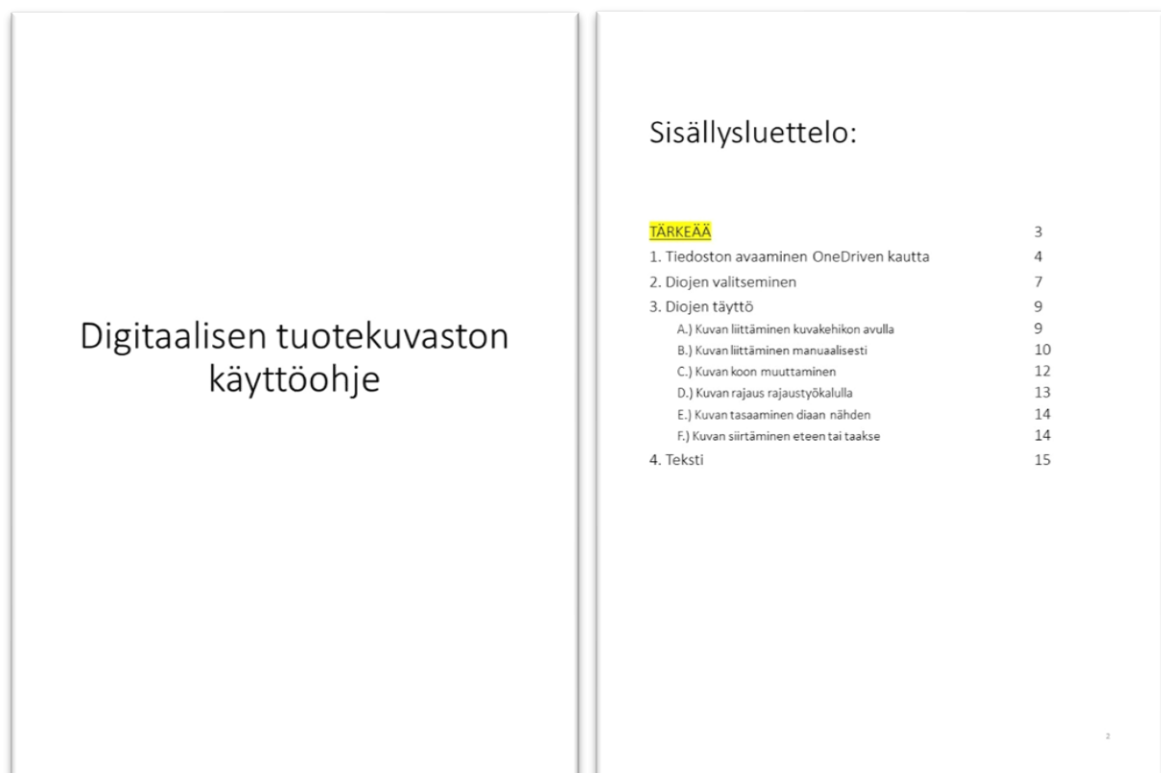 Digitaalisen tuotekuvaston
käyttöohje
Sisällysluettelo:
TÄRKEÄÄ 3
1. Tiedoston avaaminen OneDriven kautta 4
2. Diojen valitseminen 7
3. Diojen täyttö 9
A.) Kuvan liittäminen kuvakehikon avulla 9
B.) Kuvan liittäminen manuaalisesti 10
C.) Kuvan koon muuttaminen 12
D.) Kuvan rajaus rajaustyökalulla 13
E.) Kuvan tasaaminen diaan nähden 14
F.) Kuvan siirtäminen eteen tai taakse 14
4. Teksti 15
2